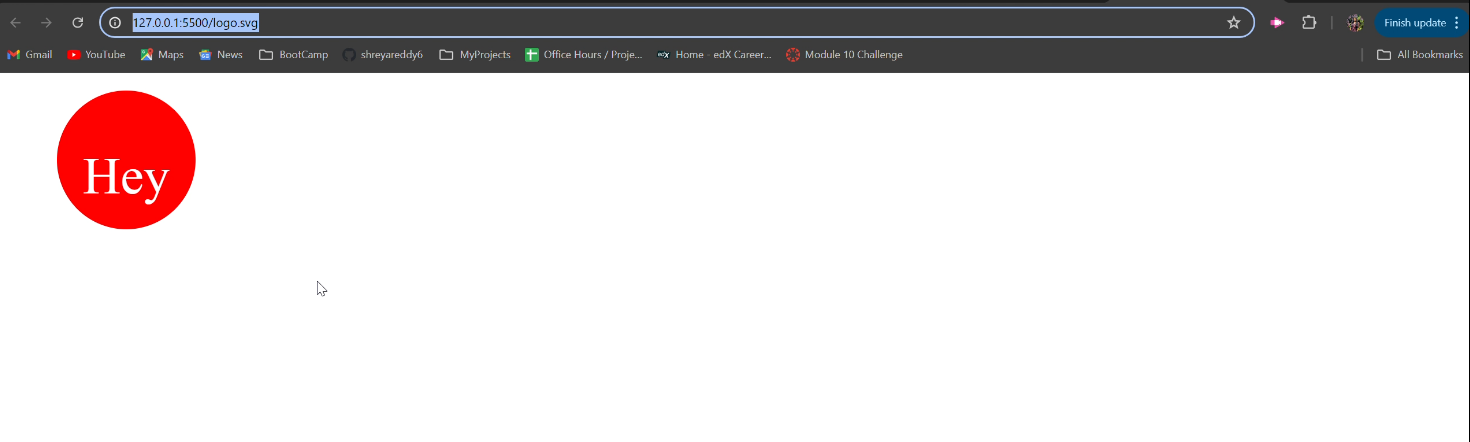 127.0.0.1:5500/logo.svg
Finish update
Gmail YouTube Maps News BootCamp shreyareddy6 MyProjects Office Hours / Proje... Home - edX Career... Module 10 Challenge All Bookmarks
Hey